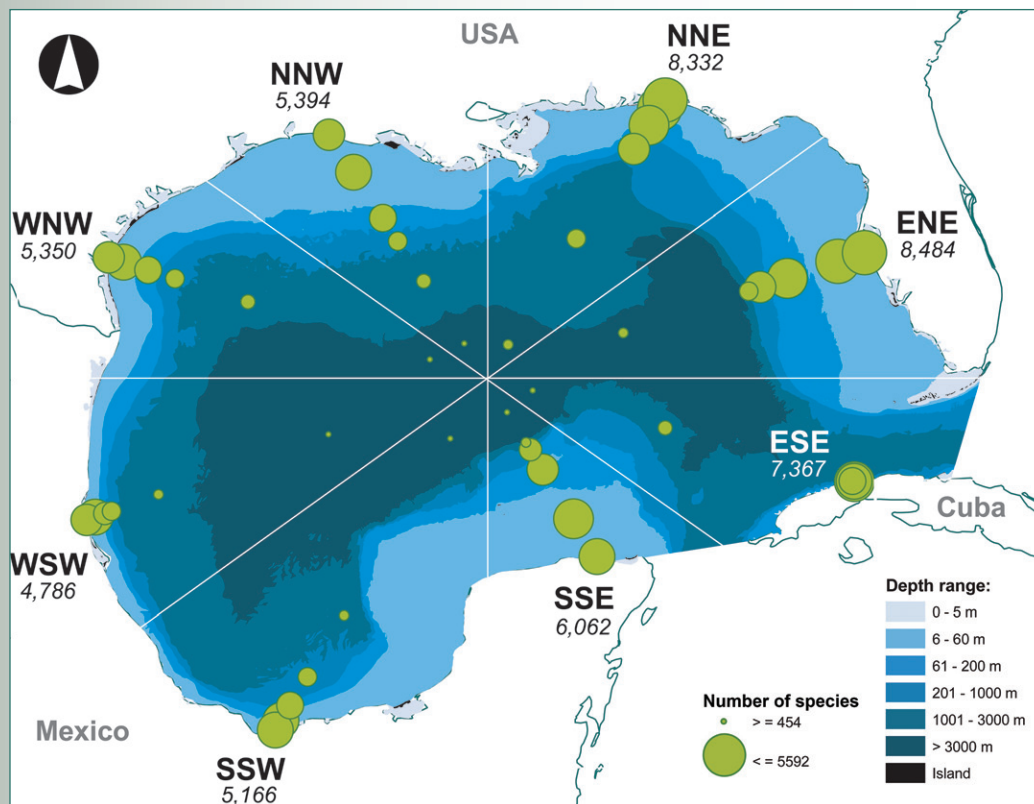 USA
NNW
5,394
NNE
8,332
WNW
5,350
ENE
8,484
ESE
7,367
Cuba
WSW
4,786
SSE
6,062
Mexico
SSW
5,166
Number of species
> = 454
< = 5592
Depth range:
0 - 5 m
6 - 60 m
61 - 200 m
201 - 1000 m
1001 - 3000 m
> 3000 m
Island